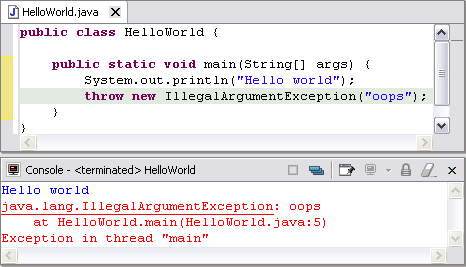 HelloWorld.java
public class HelloWorld {
public static void main(String[] args) {
System.out.println("Hello world");
throw new IllegalArgumentException("oops");
}
}
Console - <terminated> HelloWorld
Hello world
java.lang.IllegalArgumentException: oops
at HelloWorld.main(HelloWorld.java:5)
Exception in thread "main"